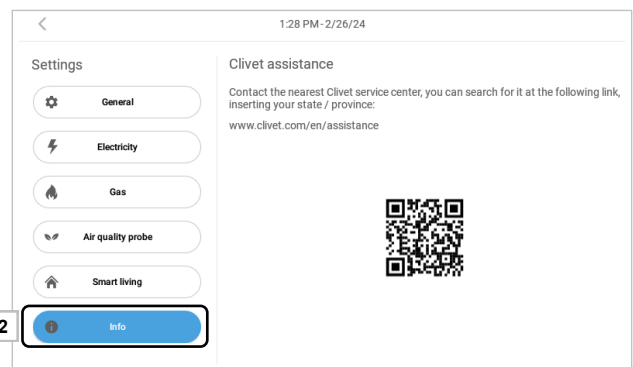 1:28 PM - 2/26/24
Settings
General
Electricity
Gas
Air quality probe
Smart living
2
Info
Clivet assistance
Contact the nearest Clivet service center, you can search for it at the following link,
inserting your state / province:
www.clivet.com/en/assistance